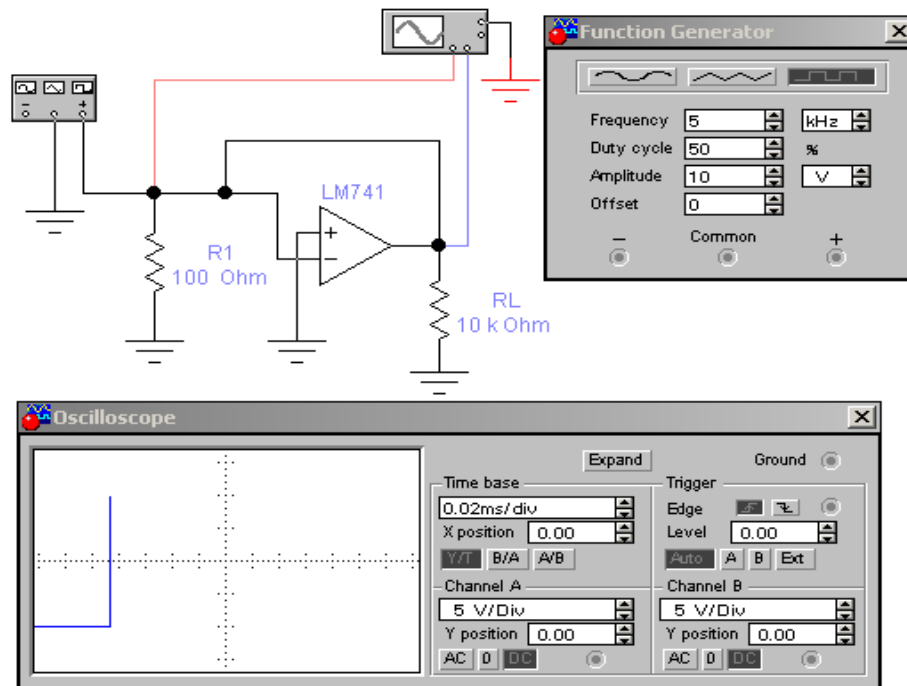 Function Generator
Frequency 5 kHz
Duty cycle 50 %
Amplitude 10 V
Offset 0
− Common +
− +
LM741
+
−
R1
100 Ohm
RL
10 k Ohm
Oscilloscope
Expand Ground
Time base Trigger
0.02ms/div Edge
X position 0.00 Level 0.00
Y/T B/A A/B Auto A B Ext
Channel A Channel B
5 V/Div 5 V/Div
Y position 0.00 Y position 0.00
AC 0 DC AC 0 DC